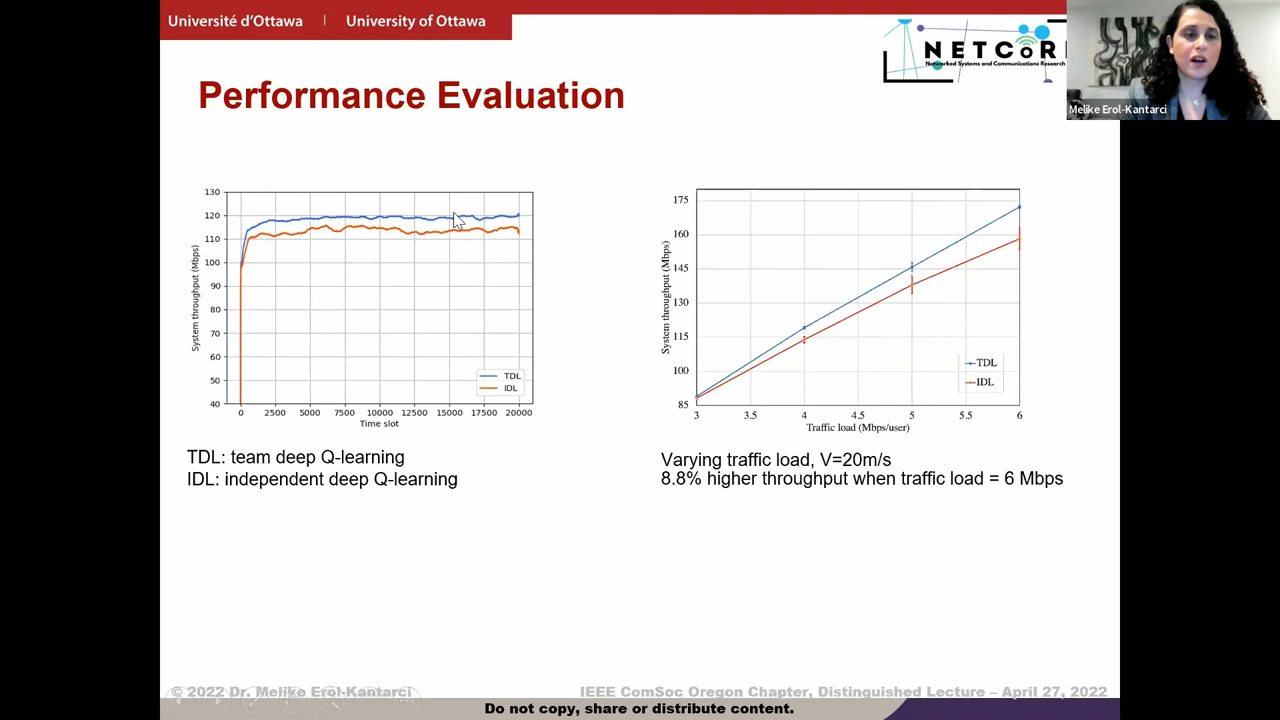 Université d'Ottawa | University of Ottawa
NETCOR
Networked Systems and Communications Research
Melike Erol-Kantarci
Performance Evaluation
130
120
110
100
90
80
70
60
50
40
System throughput (Mbps)
TDL
IDL
0 2500 5000 7500 10000 12500 15000 17500 20000
Time slot
175
160
145
130
115
100
85
System throughput (Mbps)
TDL
IDL
3 3.5 4 4.5 5 5.5 6
Traffic load (Mbps/user)
TDL: team deep Q-learning
IDL: independent deep Q-learning
Varying traffic load, V=20m/s
8.8% higher throughput when traffic load = 6 Mbps
© 2022 Dr. Melike Erol-Kantarci
IEEE ComSoc Oregon Chapter, Distinguished Lecture – April 27, 2022
Do not copy, share or distribute content.